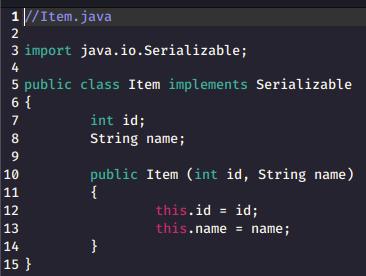 1 //Item.java
2
3 import java.io.Serializable;
4
5 public class Item implements Serializable
6 {
7 int id;
8 String name;
9
10 public Item (int id, String name)
11 {
12 this.id = id;
13 this.name = name;
14 }
15 }